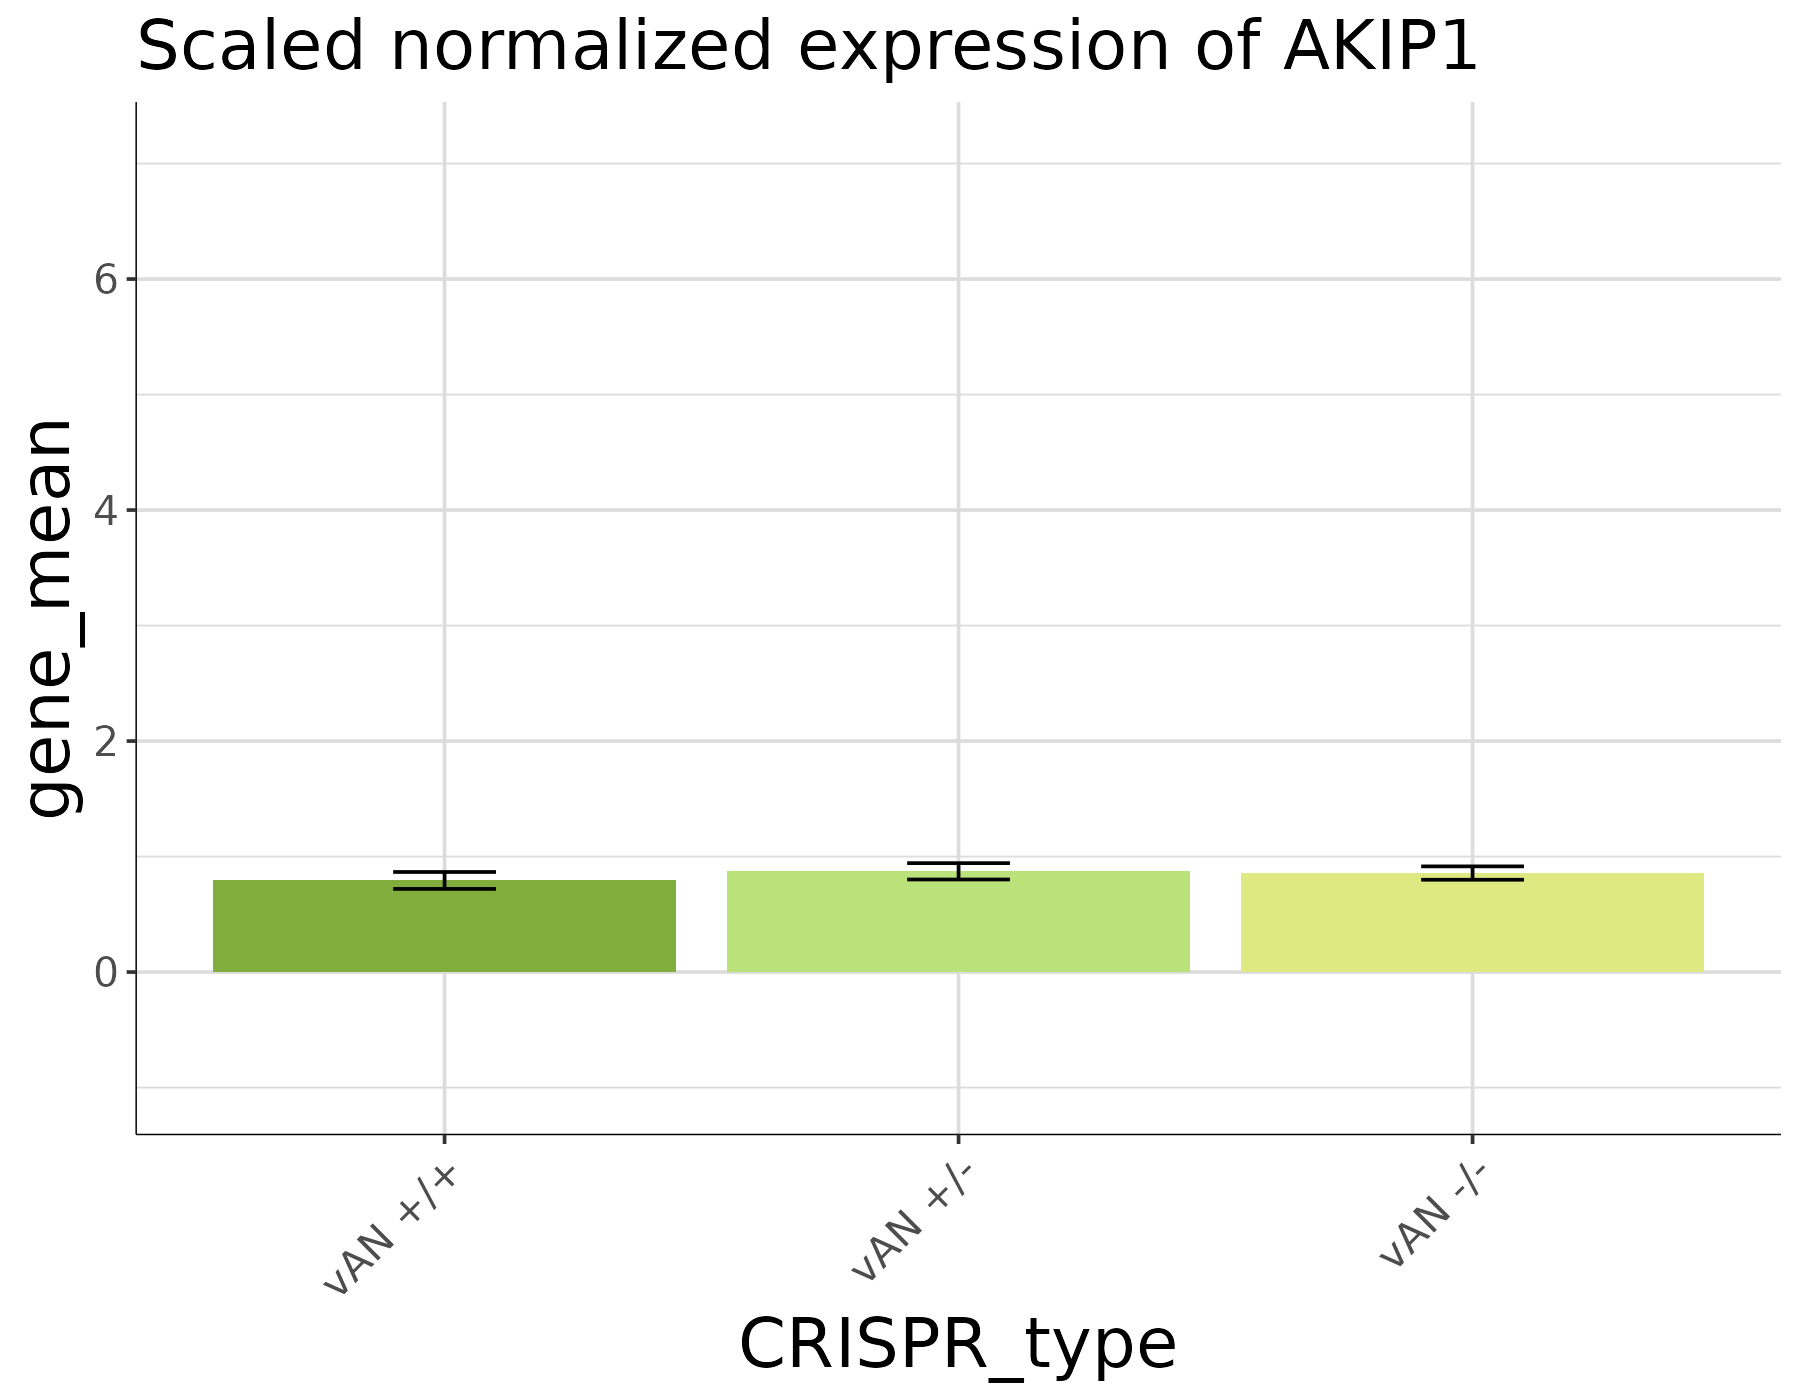 Scaled normalized expression of AKIP1
gene_mean
6
4
2
0
vAN +/+
vAN +/-
vAN -/-
CRISPR_type